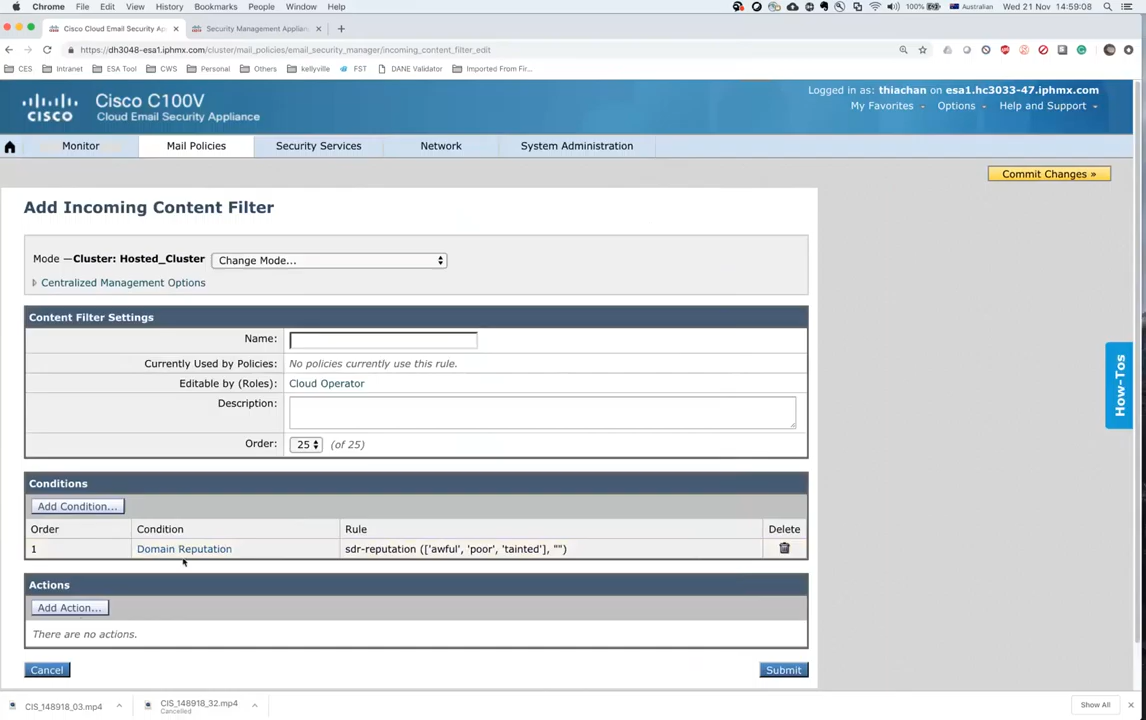 Chrome File Edit View History Bookmarks People Window Help 100% Australian Wed 21 Nov 14:59:08
Cisco Cloud Email Security Ap Security Management Applian
https://dh3048-esa1.iphmx.com/cluster/mail_policies/email_security_manager/incoming_content_filter_edit
CES Intranet ESA Tool CWS Personal Others kellyville FST DANE Validator Imported From Fir...
CISCO
Cisco C100V
Cloud Email Security Appliance
Logged in as: thiachan on esa1.hc3033-47.iphmx.com
My Favorites Options Help and Support
Monitor Mail Policies Security Services Network System Administration
Commit Changes »
Add Incoming Content Filter
Mode —Cluster: Hosted_Cluster Change Mode...
Centralized Management Options
Content Filter Settings
Name:
Currently Used by Policies: No policies currently use this rule.
Editable by (Roles): Cloud Operator
Description:
Order: 25 (of 25)
How-Tos
Conditions
Add Condition...
Order Condition Rule Delete
1 Domain Reputation sdr-reputation (['awful', 'poor', 'tainted'], "")
Actions
Add Action...
There are no actions.
Cancel Submit
CIS_148918_03.mp4 CIS_148918_32.mp4 Show All
Cancelled